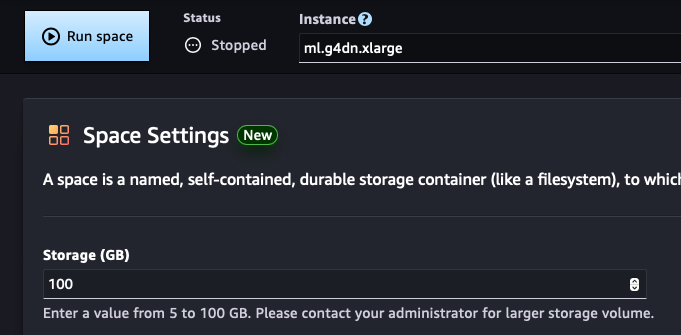 Run space
Status
Stopped
Instance
ml.g4dn.xlarge
Space Settings New
A space is a named, self-contained, durable storage container (like a filesystem), to which
Storage (GB)
100
Enter a value from 5 to 100 GB. Please contact your administrator for larger storage volume.